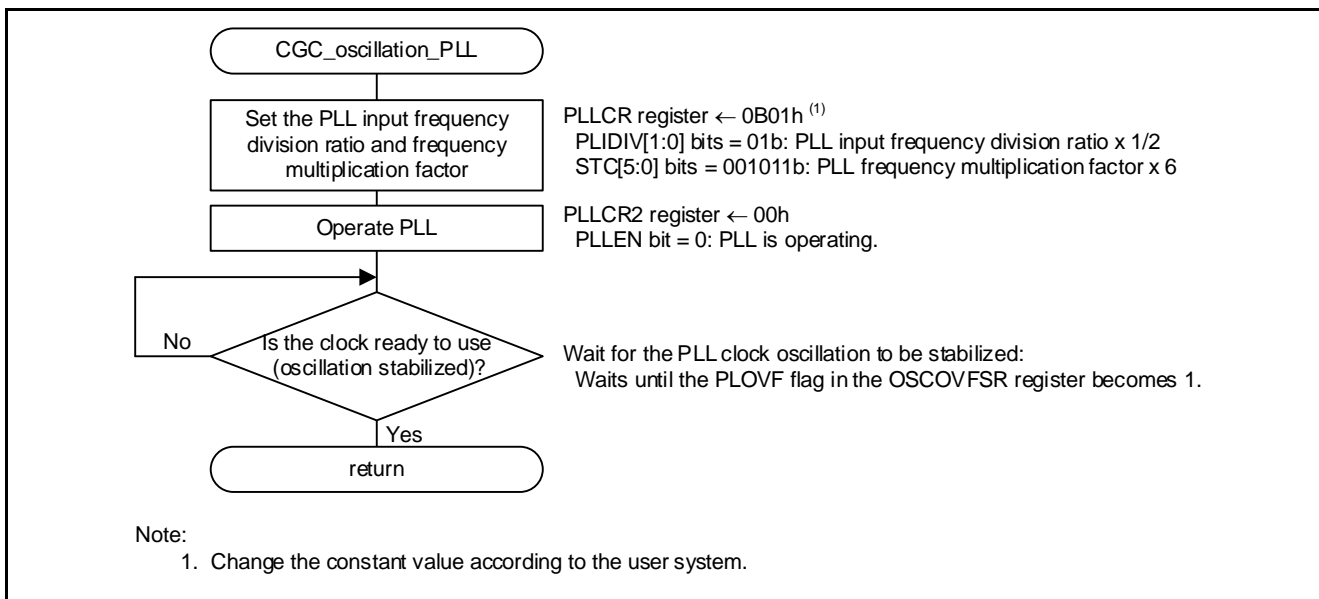 CGC_oscillation_PLL
Set the PLL input frequency
division ratio and frequency
multiplication factor
PLLCR register ← 0B01h (1)
PLIDIV[1:0] bits = 01b: PLL input frequency division ratio x 1/2
STC[5:0] bits = 001011b: PLL frequency multiplication factor x 6
Operate PLL
PLLCR2 register ← 00h
PLLEN bit = 0: PLL is operating.
No
Is the clock ready to use
(oscillation stabilized)?
Wait for the PLL clock oscillation to be stabilized:
Waits until the PLOVF flag in the OSCOVFSR register becomes 1.
Yes
return
Note:
1. Change the constant value according to the user system.